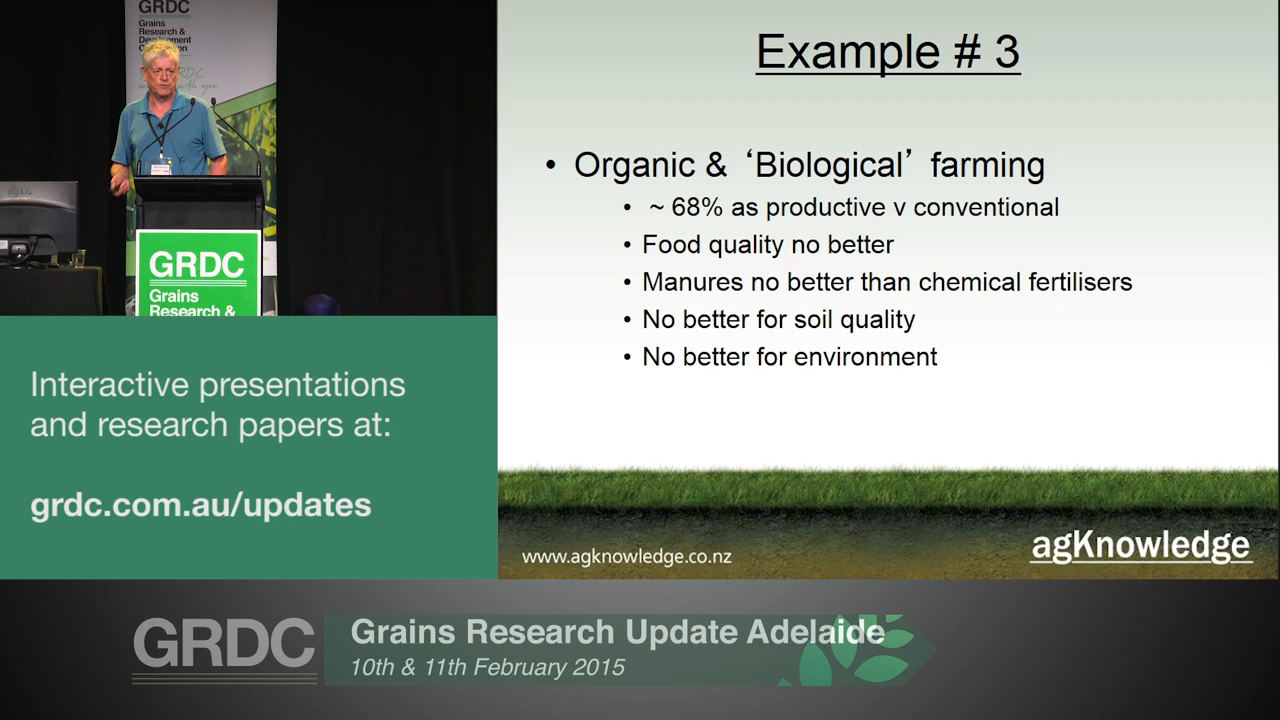 GRDC
Grains
Research &
Development
Corporation
GRDC
GRDC
Grains
Research &
Interactive presentations
and research papers at:
grdc.com.au/updates
Example # 3
• Organic & ‘Biological’ farming
• ~ 68% as productive v conventional
• Food quality no better
• Manures no better than chemical fertilisers
• No better for soil quality
• No better for environment
www.agknowledge.co.nz
agKnowledge
GRDC
Grains Research Update Adelaide
10th & 11th February 2015